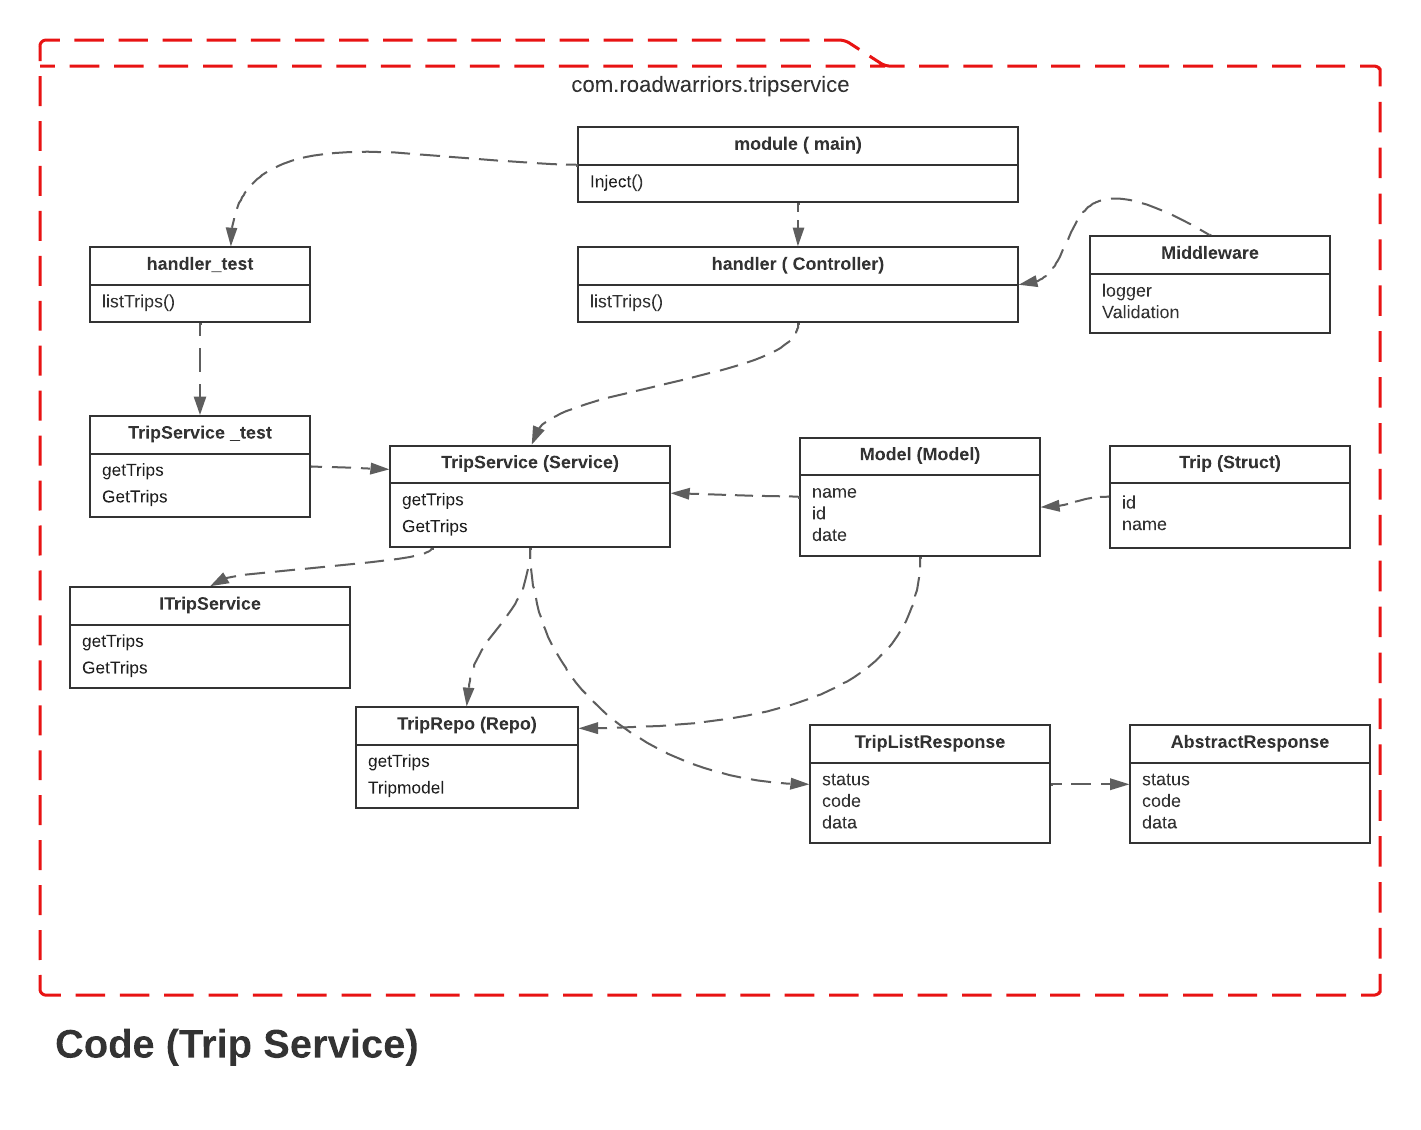 com.roadwarriors.tripservice
module ( main)
Inject()
handler_test
listTrips()
handler ( Controller)
listTrips()
Middleware
logger
Validation
TripService _test
getTrips
GetTrips
TripService (Service)
getTrips
GetTrips
Model (Model)
name
id
date
Trip (Struct)
id
name
ITripService
getTrips
GetTrips
TripRepo (Repo)
getTrips
Tripmodel
TripListResponse
status
code
data
AbstractResponse
status
code
data
Code (Trip Service)